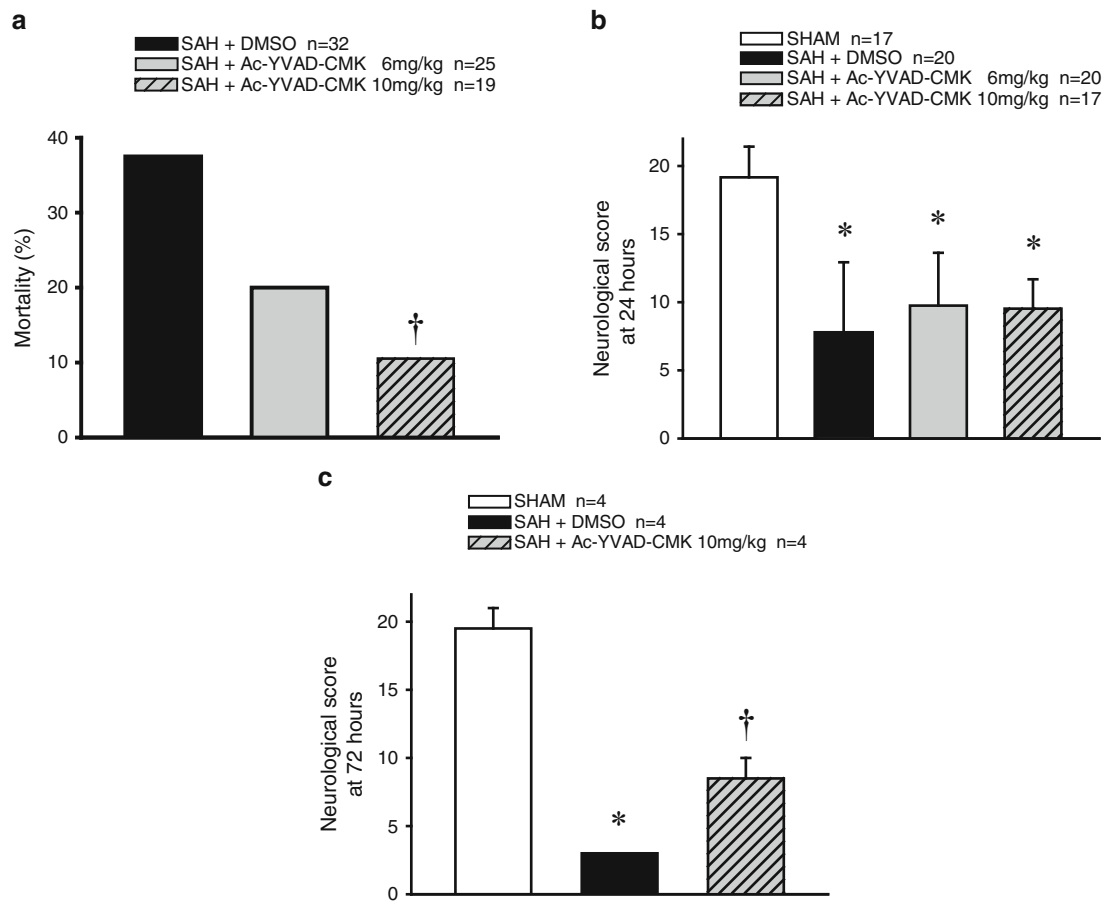 a
SAH + DMSO n=32
SAH + Ac-YVAD-CMK 6mg/kg n=25
SAH + Ac-YVAD-CMK 10mg/kg n=19
40
30
20
10
0
Mortality (%)
†
b
SHAM n=17
SAH + DMSO n=20
SAH + Ac-YVAD-CMK 6mg/kg n=20
SAH + Ac-YVAD-CMK 10mg/kg n=17
20
15
10
5
0
Neurological score
at 24 hours
*
*
*
c
SHAM n=4
SAH + DMSO n=4
SAH + Ac-YVAD-CMK 10mg/kg n=4
20
15
10
5
0
Neurological score
at 72 hours
*
†